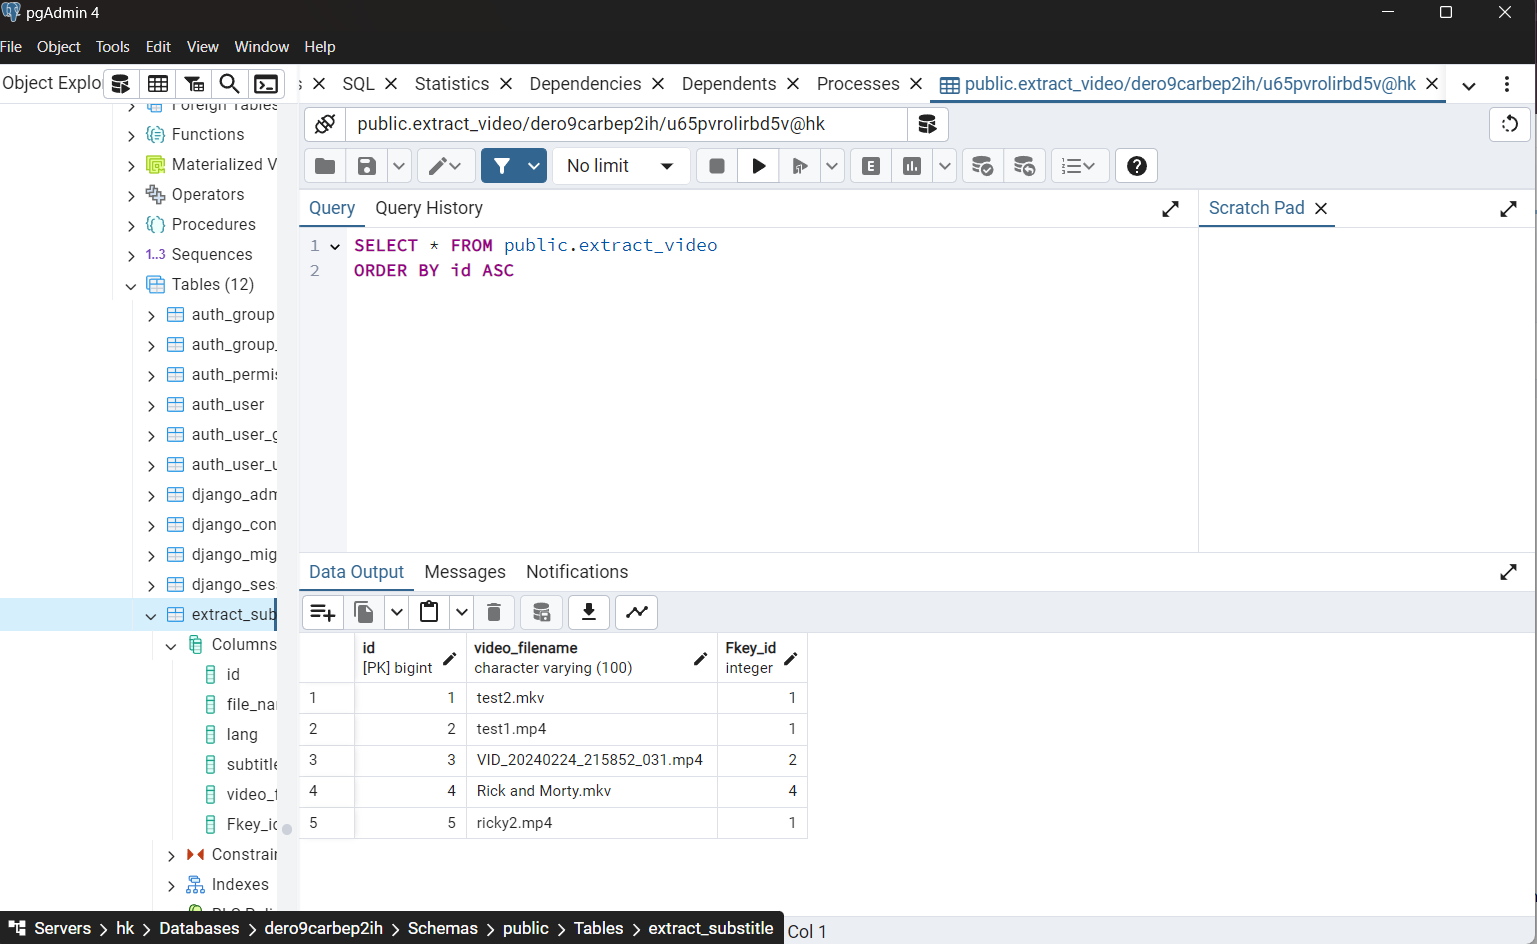 pgAdmin 4
File Object Tools Edit View Window Help
Object Explo
s SQL Statistics Dependencies Dependents Processes public.extract_video/dero9carbep2ih/u65pvrolirbd5v@hk
public.extract_video/dero9carbep2ih/u65pvrolirbd5v@hk
No limit
Query Query History
Scratch Pad
1 SELECT * FROM public.extract_video
2 ORDER BY id ASC
Foreign Tables
Functions
Materialized V
Operators
Procedures
1..3 Sequences
Tables (12)
auth_group
auth_group_
auth_permis
auth_user
auth_user_g
auth_user_u
django_adm
django_con
django_mig
django_ses
extract_sub
Columns
id
file_na
lang
subtitle
video_f
Fkey_id
Constrain
Indexes
Data Output Messages Notifications
id video_filename Fkey_id
[PK] bigint character varying (100) integer
1 1 test2.mkv 1
2 2 test1.mp4 1
3 3 VID_20240224_215852_031.mp4 2
4 4 Rick and Morty.mkv 4
5 5 ricky2.mp4 1
Servers > hk > Databases > dero9carbep2ih > Schemas > public > Tables > extract_substitle
Col 1